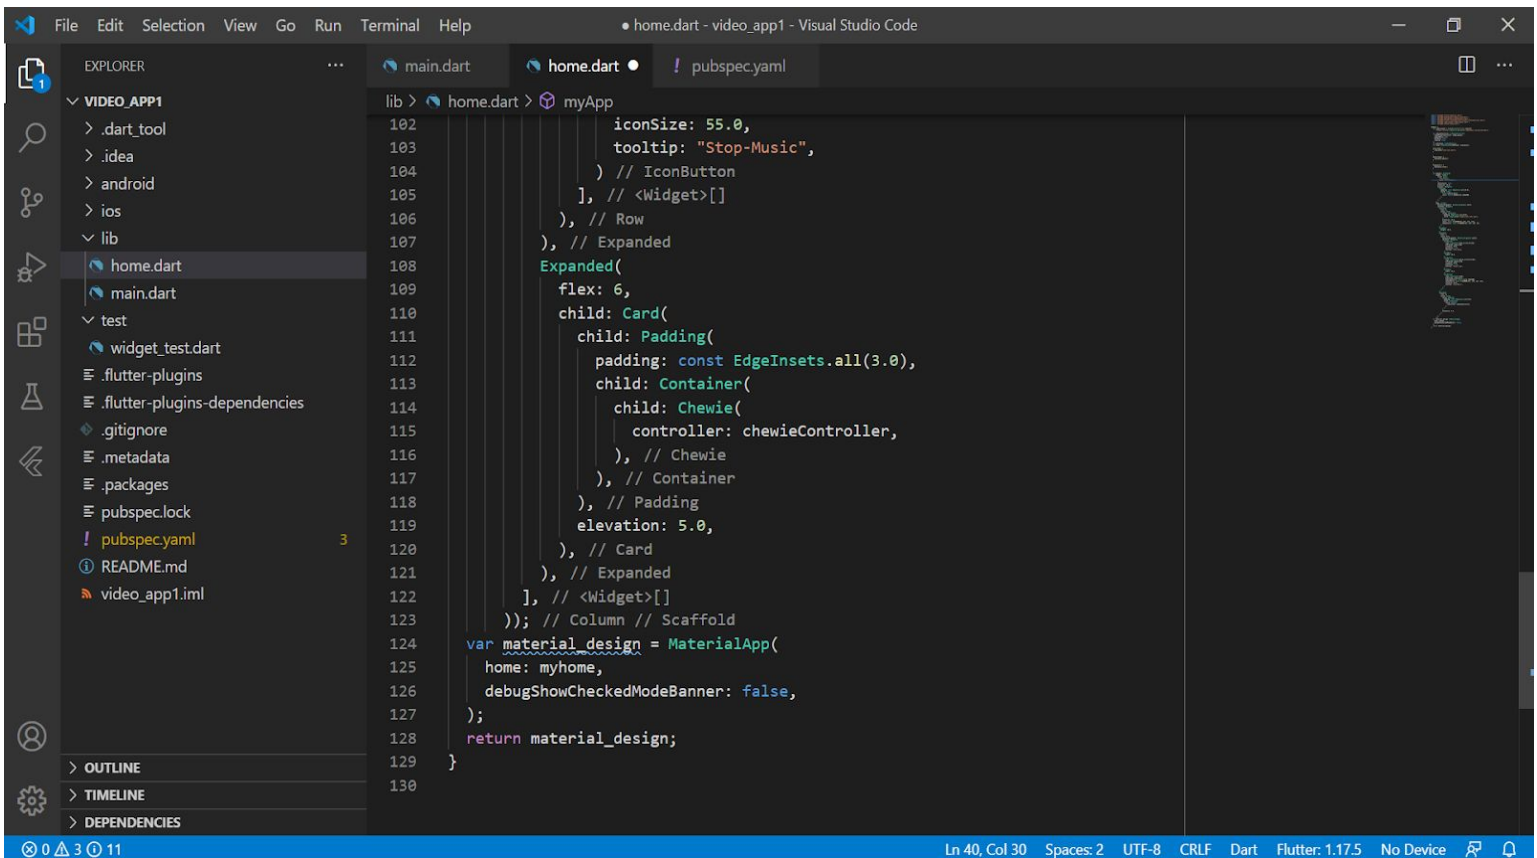 File Edit Selection View Go Run Terminal Help
● home.dart - video_app1 - Visual Studio Code
EXPLORER
1
VIDEO_APP1
.dart_tool
.idea
android
ios
lib
home.dart
main.dart
test
widget_test.dart
.flutter-plugins
.flutter-plugins-dependencies
.gitignore
.metadata
.packages
pubspec.lock
! pubspec.yaml 3
README.md
video_app1.iml
OUTLINE
TIMELINE
DEPENDENCIES
main.dart home.dart ● ! pubspec.yaml
lib > home.dart > myApp
102 iconSize: 55.0,
103 tooltip: "Stop-Music",
104 ) // IconButton
105 ], // <Widget>[]
106 ), // Row
107 ), // Expanded
108 Expanded(
109 flex: 6,
110 child: Card(
111 child: Padding(
112 padding: const EdgeInsets.all(3.0),
113 child: Container(
114 child: Chewie(
115 controller: chewieController,
116 ), // Chewie
117 ), // Container
118 ), // Padding
119 elevation: 5.0,
120 ), // Card
121 ), // Expanded
122 ], // <Widget>[]
123 )); // Column // Scaffold
124 var material_design = MaterialApp(
125 home: myhome,
126 debugShowCheckedModeBanner: false,
127 );
128 return material_design;
129 }
130
0 3 11
Ln 40, Col 30 Spaces: 2 UTF-8 CRLF Dart Flutter: 1.17.5 No Device